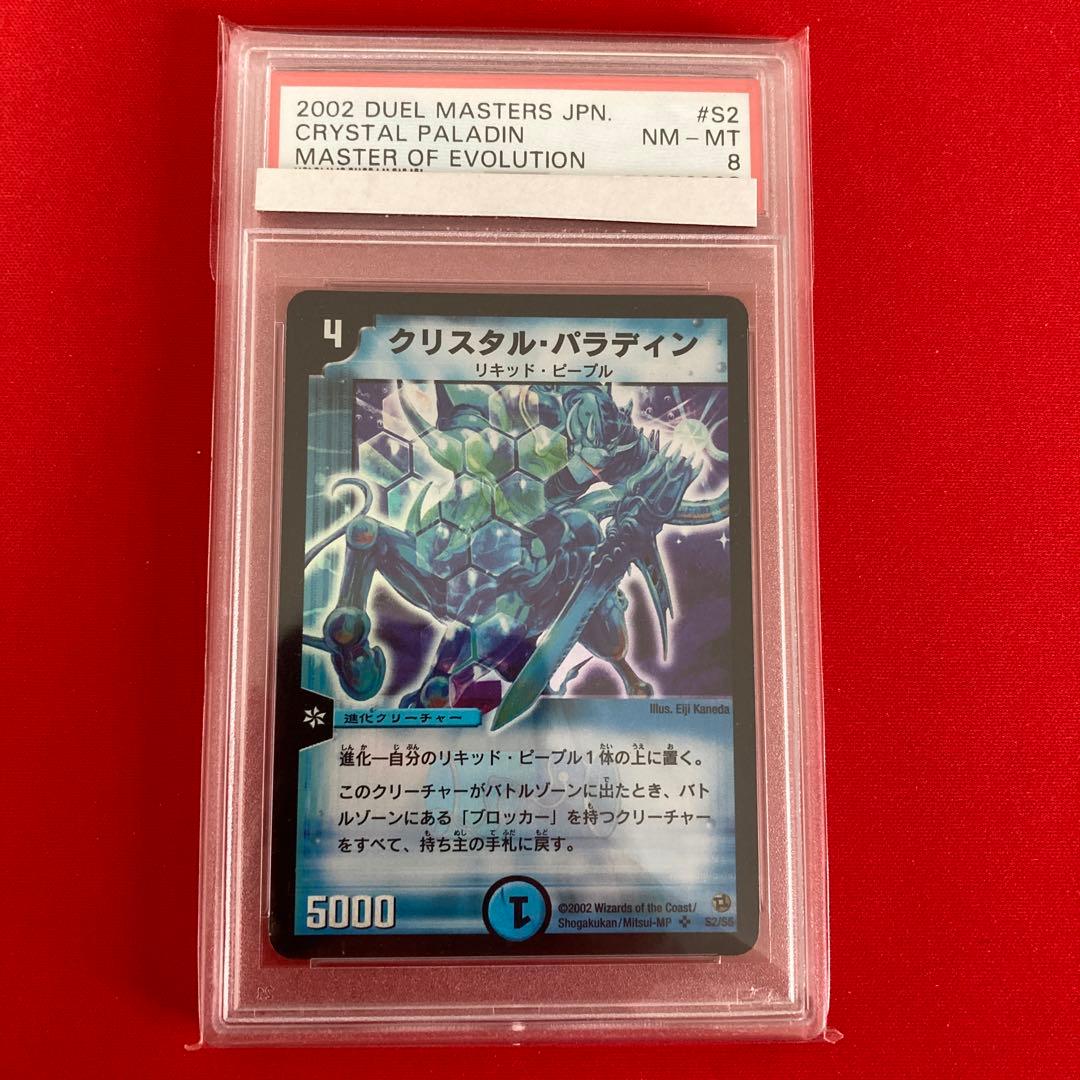 2002 DUEL MASTERS JPN. #S2
CRYSTAL PALADIN NM - MT
MASTER OF EVOLUTION 8
4
クリスタル・パラディン
リキッド・ピープル
Illus. Eiji Kaneda
進化クリーチャー
進化―自分のリキッド・ピープル1体の上に置く。
このクリーチャーがバトルゾーンに出たとき、バト
ルゾーンにある「ブロッカー」を持つクリーチャー
をすべて、持ち主の手札に戻す。
5000
1
©2002 Wizards of the Coast/
Shogakukan/Mitsui-MP S2/S5